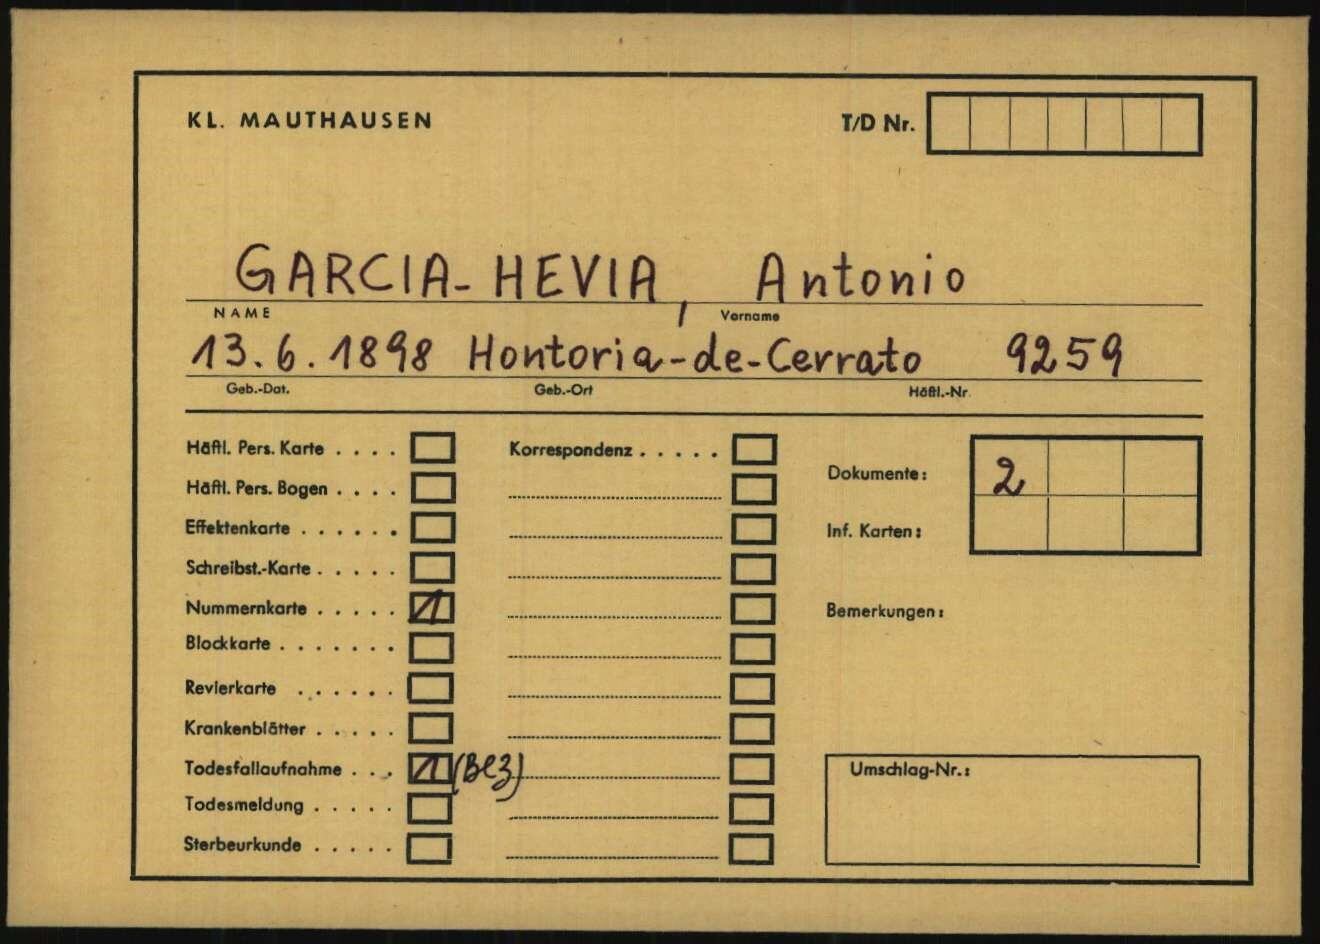 KL. MAUTHAUSEN T/D Nr.
GARCIA-HEVIA, Antonio
NAME Vorname
13.6.1898 Hontoria-de-Cerrato 9259
Geb.-Dat. Geb.-Ort Häftl.-Nr.
Häftl. Pers. Karte . . . . Korrespondenz . . . . .
Häftl. Pers. Bogen . . . .
Dokumente: 2
Effektenkarte . . . . . .
Inf. Karten:
Schreibst.-Karte . . . . .
Nummernkarte . . . . . 1
Bemerkungen:
Blockkarte . . . . . . .
Revierkarte . . . . . .
Krankenblätter . . . . .
Todesfallaufnahme . . . 1 (Bez)
Umschlag-Nr.:
Todesmeldung . . . . .
Sterbeurkunde . . . . .